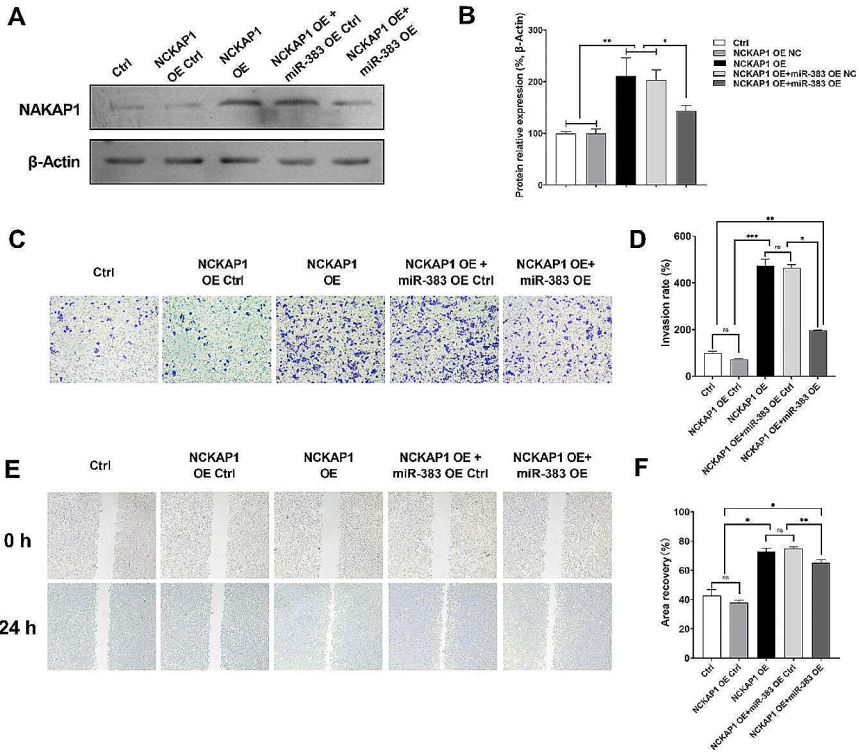 A
Ctrl
NCKAP1
OE Ctrl
NCKAP1
OE
NCKAP1 OE +
miR-383 OE Ctrl
NCKAP1 OE+
miR-383 OE
NAKAP1
β-Actin
B
Protein relative expression (%, β-Actin)
300
200
100
0
**
*
Ctrl
NCKAP1 OE NC
NCKAP1 OE
NCKAP1 OE+miR-383 OE NC
NCKAP1 OE+miR-383 OE
C
Ctrl
NCKAP1
OE Ctrl
NCKAP1
OE
NCKAP1 OE +
miR-383 OE Ctrl
NCKAP1 OE+
miR-383 OE
D
Invasion rate (%)
600
400
200
0
**
***
ns
*
ns
Ctrl
NCKAP1 OE Ctrl
NCKAP1 OE
NCKAP1 OE+miR-383 OE Ctrl
NCKAP1 OE+miR-383 OE
E
Ctrl
NCKAP1
OE Ctrl
NCKAP1
OE
NCKAP1 OE +
miR-383 OE Ctrl
NCKAP1 OE+
miR-383 OE
0 h
24 h
F
Area recovery(%)
100
80
60
40
20
0
*
*
ns
**
ns
Ctrl
NCKAP1 OE Ctrl
NCKAP1 OE
NCKAP1 OE+miR-383 OE Ctrl
NCKAP1 OE+miR-383 OE